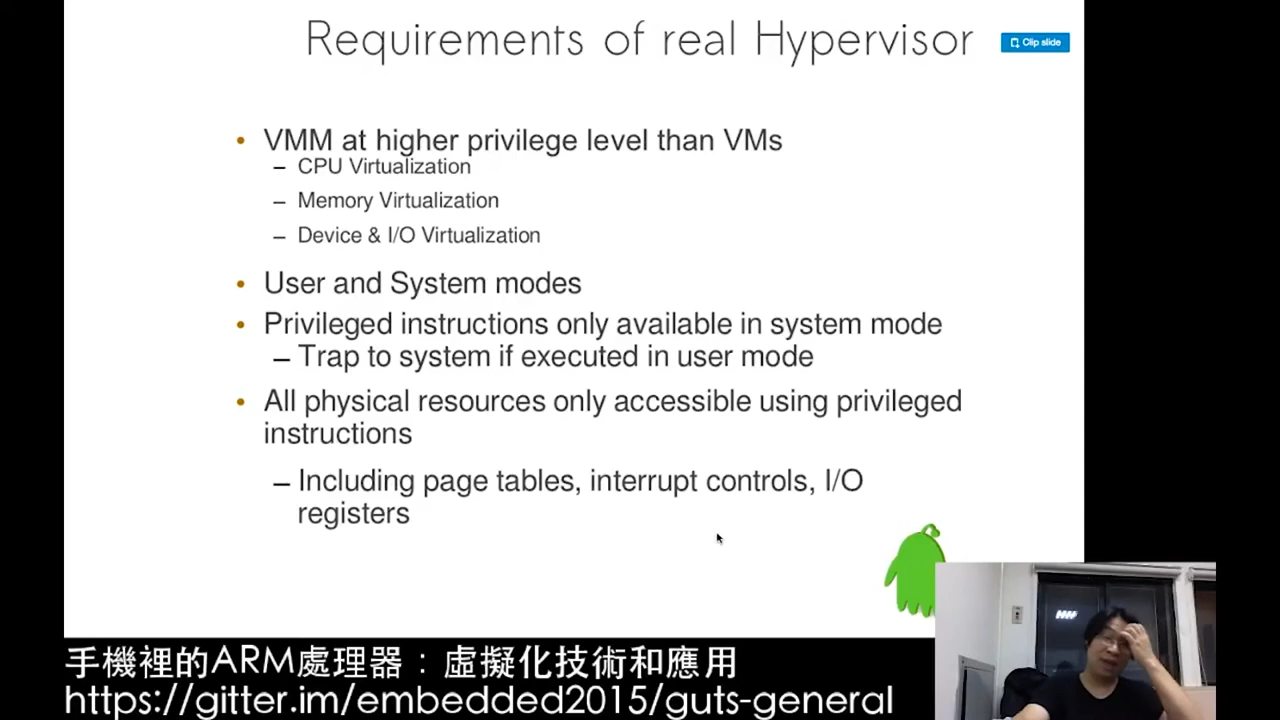 Requirements of real Hypervisor
Clip slide
• VMM at higher privilege level than VMs
– CPU Virtualization
– Memory Virtualization
– Device & I/O Virtualization
• User and System modes
• Privileged instructions only available in system mode
– Trap to system if executed in user mode
• All physical resources only accessible using privileged
instructions
– Including page tables, interrupt controls, I/O
registers
手機裡的ARM處理器：虛擬化技術和應用
https://gitter.im/embedded2015/guts-general